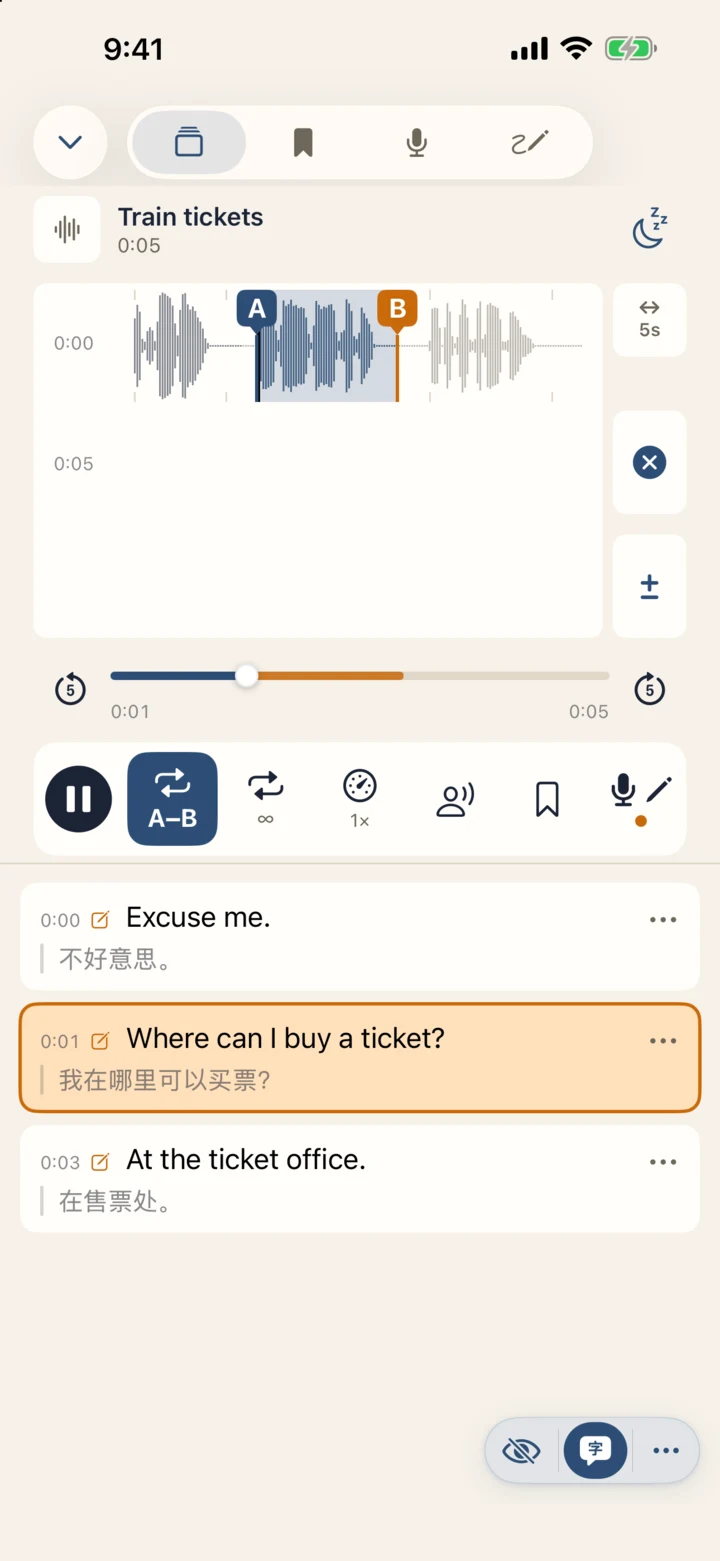 9:41
Train tickets
0:05
zzz
A
B
0:00
5s
0:05
5
5
0:01
0:05
A–B
∞
1×
0:00 Excuse me.
不好意思。
0:01 Where can I buy a ticket?
我在哪里可以买票?
0:03 At the ticket office.
在售票处。
字